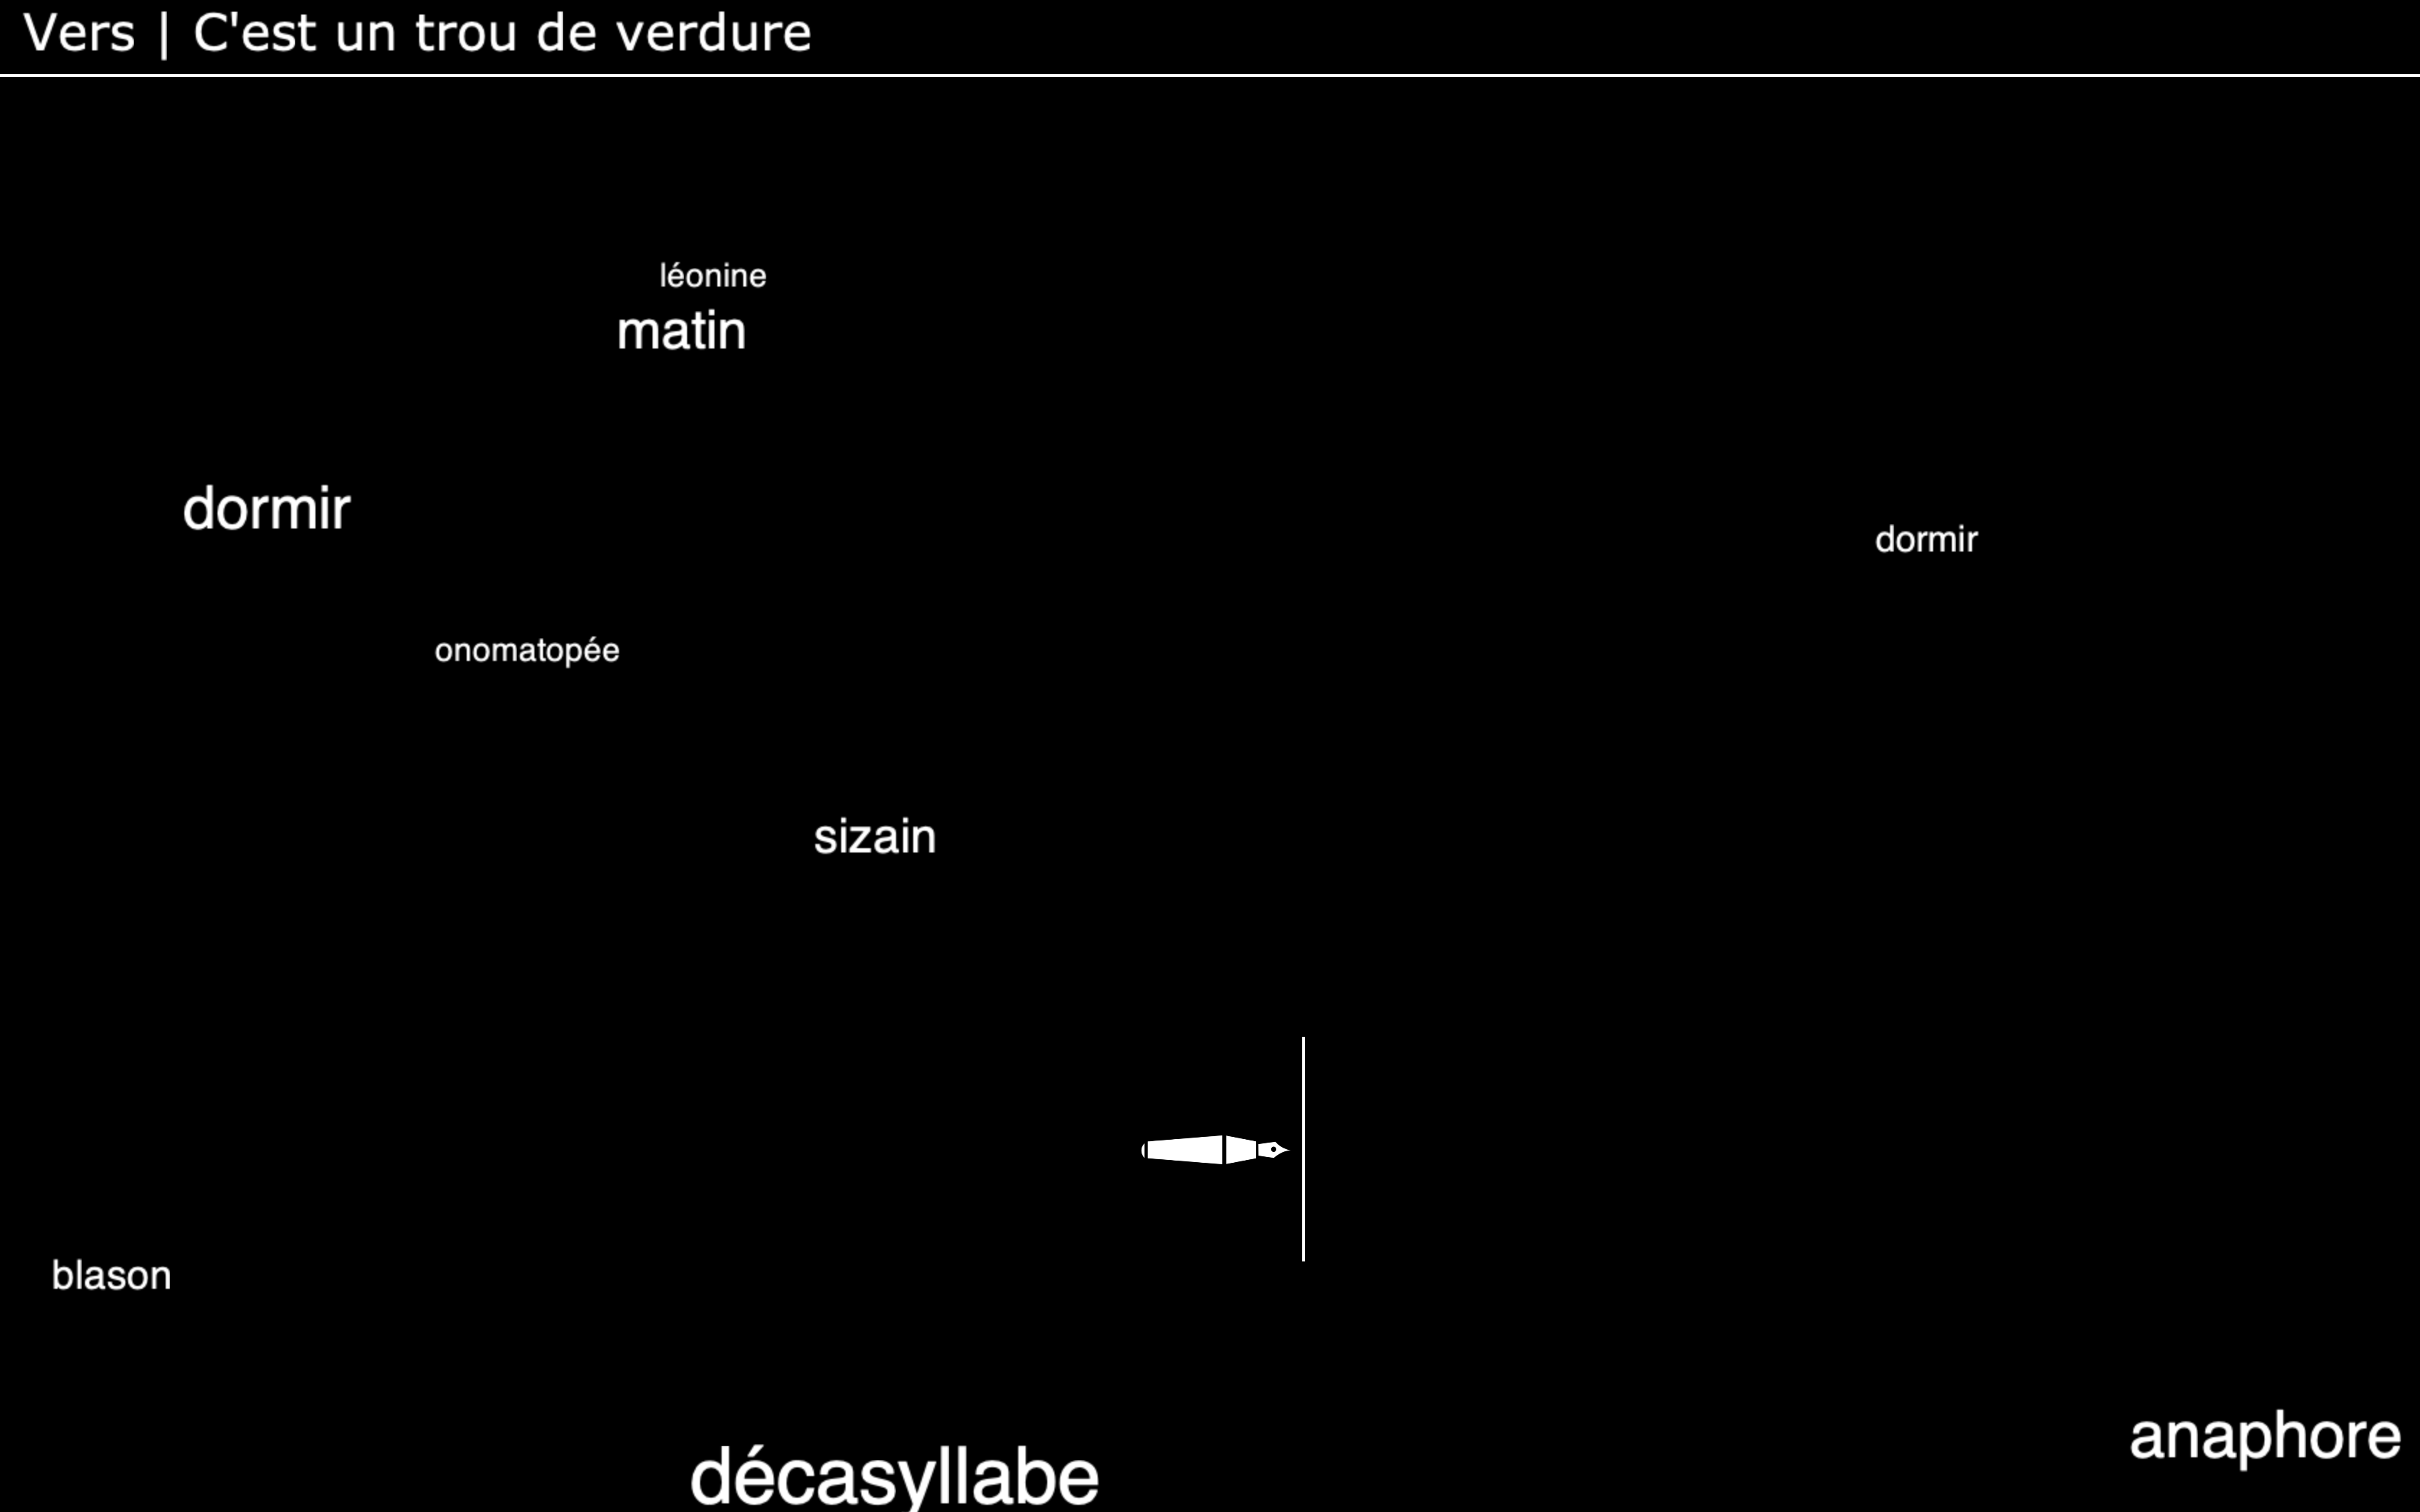 Vers | C'est un trou de verdure
léonine
matin
dormir
dormir
onomatopée
sizain
blason
anaphore
décasyllabe